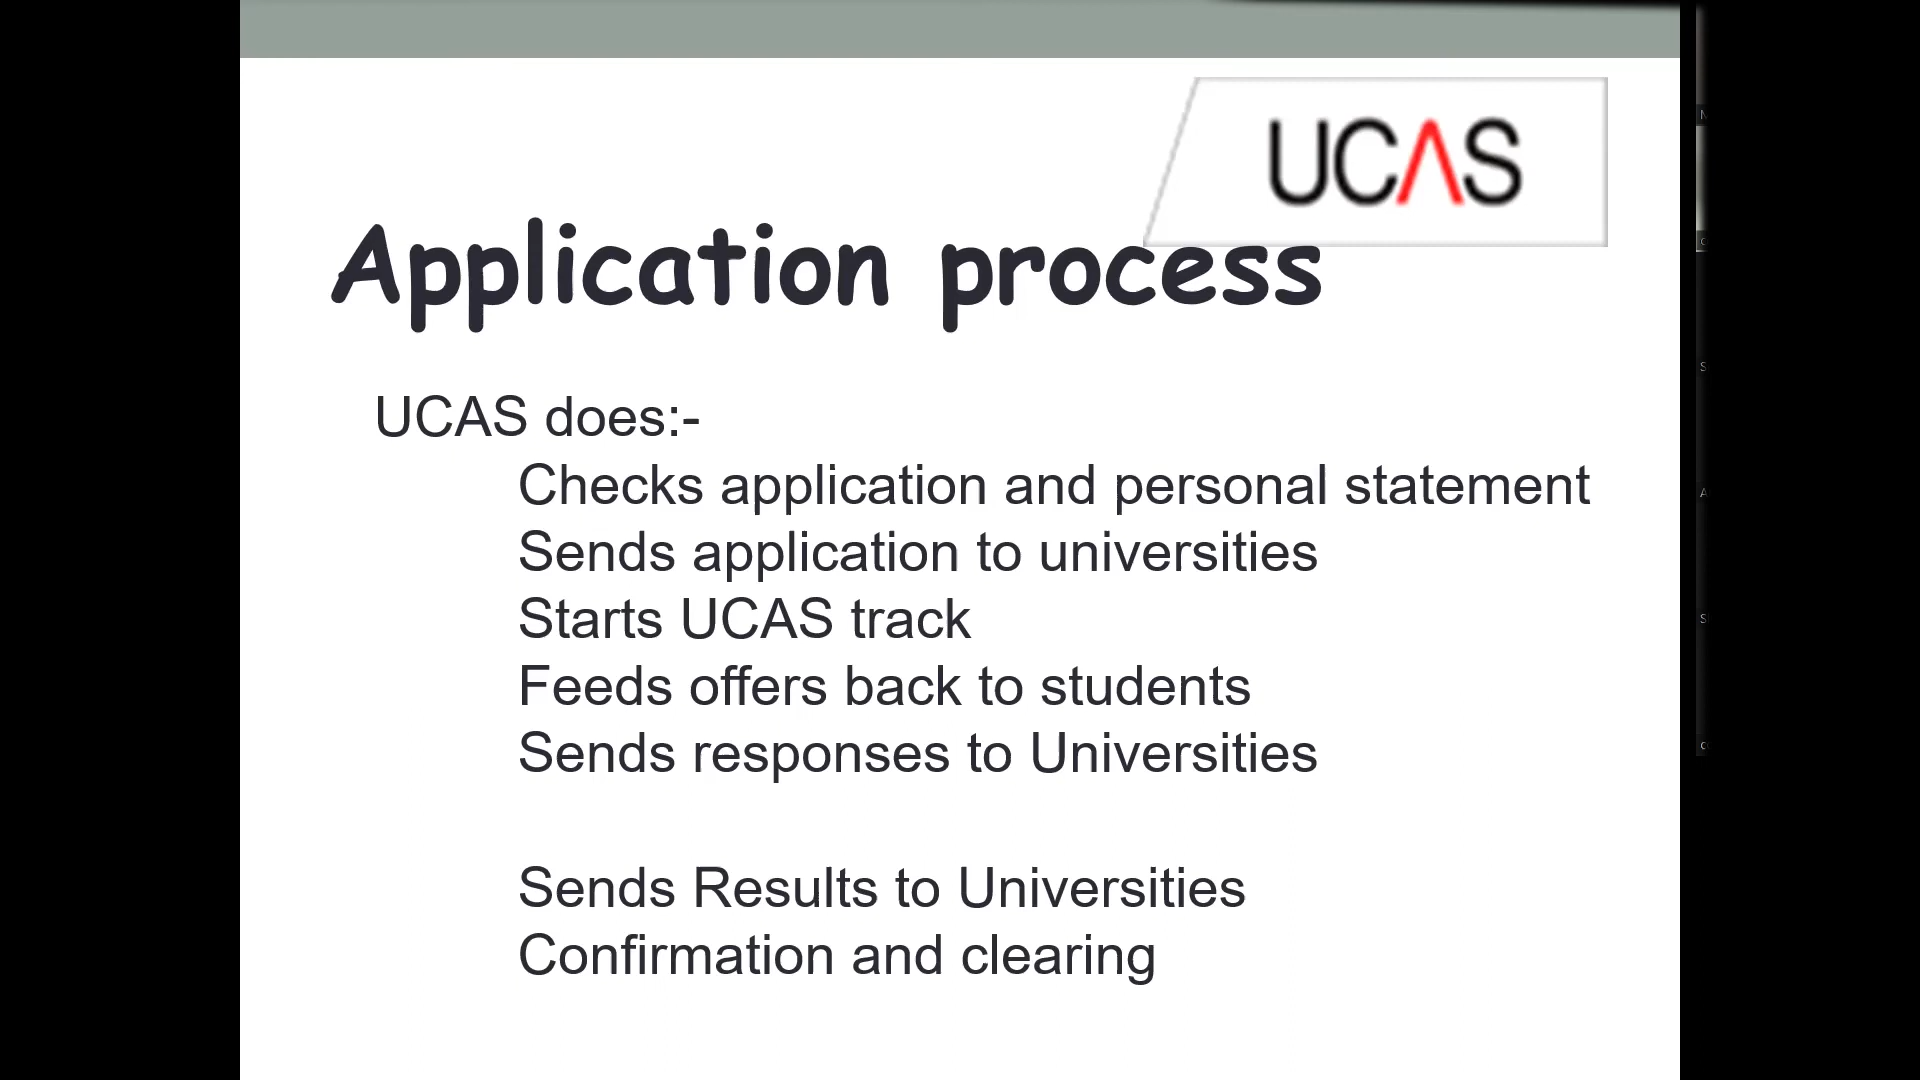 UCAS
Application process
UCAS does:-
Checks application and personal statement
Sends application to universities
Starts UCAS track
Feeds offers back to students
Sends responses to Universities
Sends Results to Universities
Confirmation and clearing